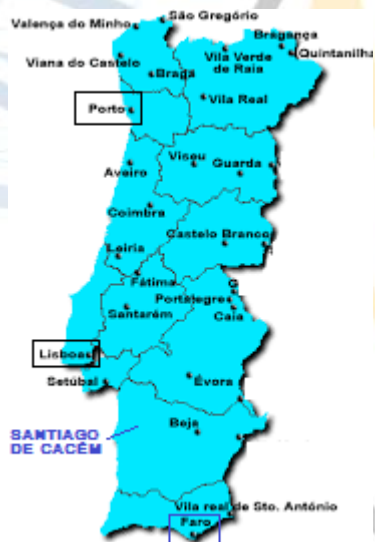 São Gregório
Valença do Minho
Bragança
Viana do Castelo
Vila Verde
de Raia
Quintanilha
Braga
Porto
Vila Real
Viseu
Guarda
Aveiro
Coimbra
Castelo Branco
Leiria
Fátima
G
Portalegre
Santarém
Caia
Lisboa
Setúbal
Évora
Beja
SANTIAGO
DE CACÉM
Vila real de Sto. António
Faro